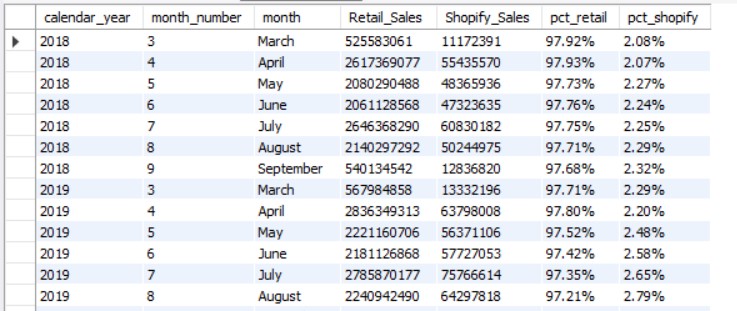 calendar_year month_number month Retail_Sales Shopify_Sales pct_retail pct_shopify
2018 3 March 525583061 11172391 97.92% 2.08%
2018 4 April 2617369077 55435570 97.93% 2.07%
2018 5 May 2080290488 48365936 97.73% 2.27%
2018 6 June 2061128568 47323635 97.76% 2.24%
2018 7 July 2646368290 60830182 97.75% 2.25%
2018 8 August 2140297292 50244975 97.71% 2.29%
2018 9 September 540134542 12836820 97.68% 2.32%
2019 3 March 567984858 13332196 97.71% 2.29%
2019 4 April 2836349313 63798008 97.80% 2.20%
2019 5 May 2221160706 56371106 97.52% 2.48%
2019 6 June 2181126868 57727053 97.42% 2.58%
2019 7 July 2785870177 75766614 97.35% 2.65%
2019 8 August 2240942490 64297818 97.21% 2.79%